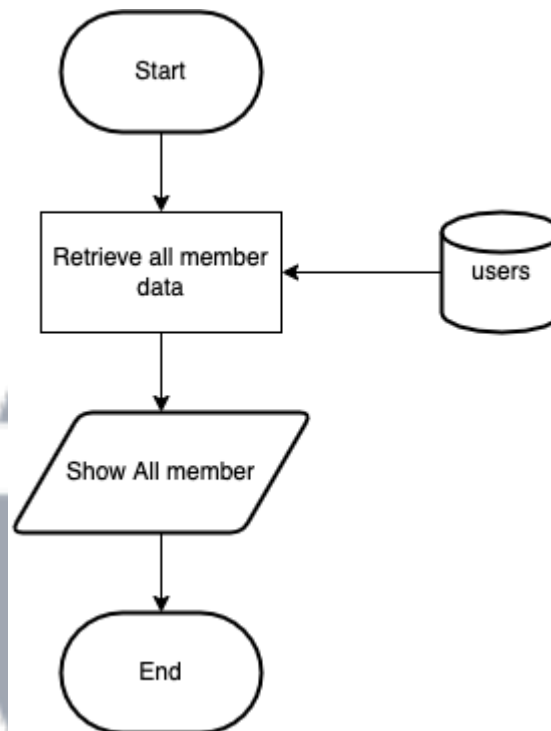 Start
Retrieve all member
data
users
Show All member
End